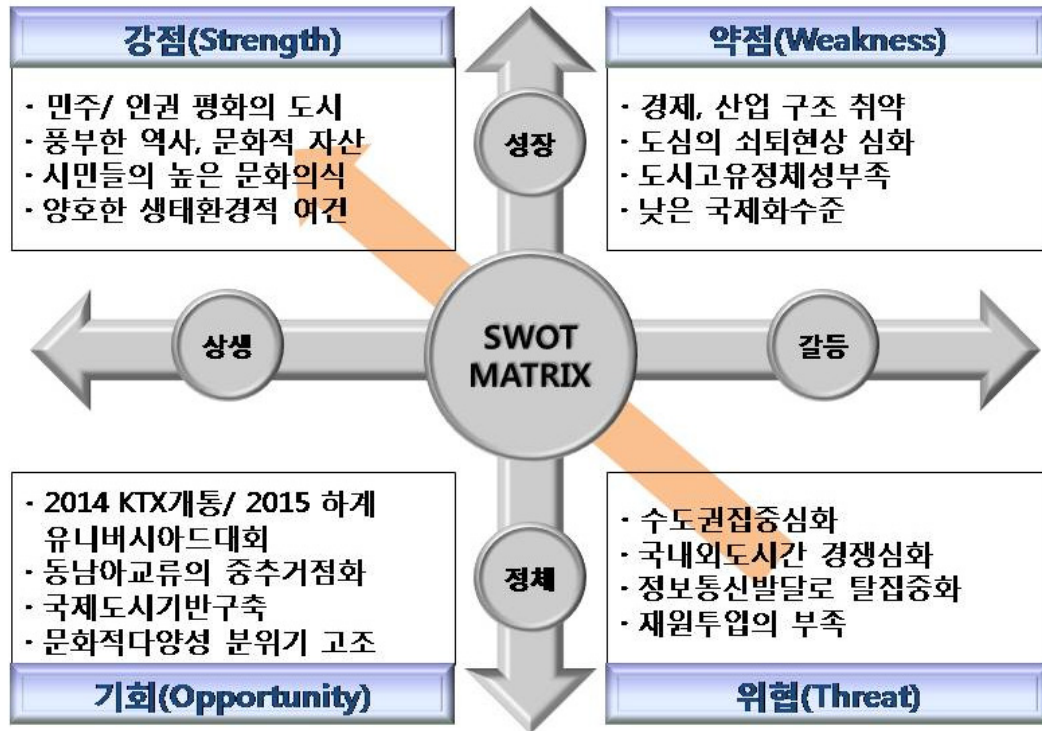 강점(Strength)
· 민주/ 인권 평화의 도시
· 풍부한 역사, 문화적 자산
· 시민들의 높은 문화의식
· 양호한 생태환경적 여건
약점(Weakness)
· 경제, 산업 구조 취약
· 도심의 쇠퇴현상 심화
· 도시고유정체성부족
· 낮은 국제화수준
성장
상생
SWOT
MATRIX
갈등
정체
· 2014 KTX개통/ 2015 하계
유니버시아드대회
· 동남아교류의 중추거점화
· 국제도시기반구축
· 문화적다양성 분위기 고조
기회(Opportunity)
· 수도권집중심화
· 국내외도시간 경쟁심화
· 정보통신발달로 탈집중화
· 재원투입의 부족
위협(Threat)